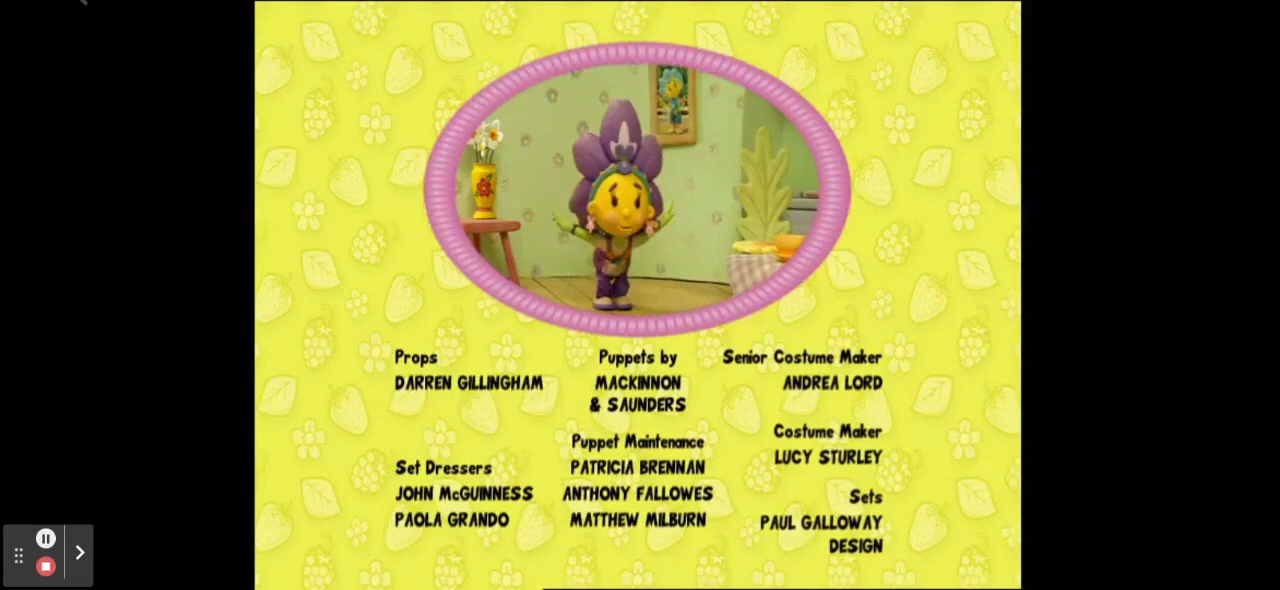 Props
DARREN GILLINGHAM
Set Dressers
JOHN McGUINNESS
PAOLA GRANDO
Puppets by
MACKINNON
& SAUNDERS
Puppet Maintenance
PATRICIA BRENNAN
ANTHONY FALLOWES
MATTHEW MILBURN
Senior Costume Maker
ANDREA LORD
Costume Maker
LUCY STURLEY
Sets
PAUL GALLOWAY
DESIGN